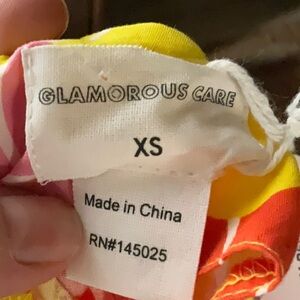 GLAMOROUS CARE
XS
Made in China
RN#145025